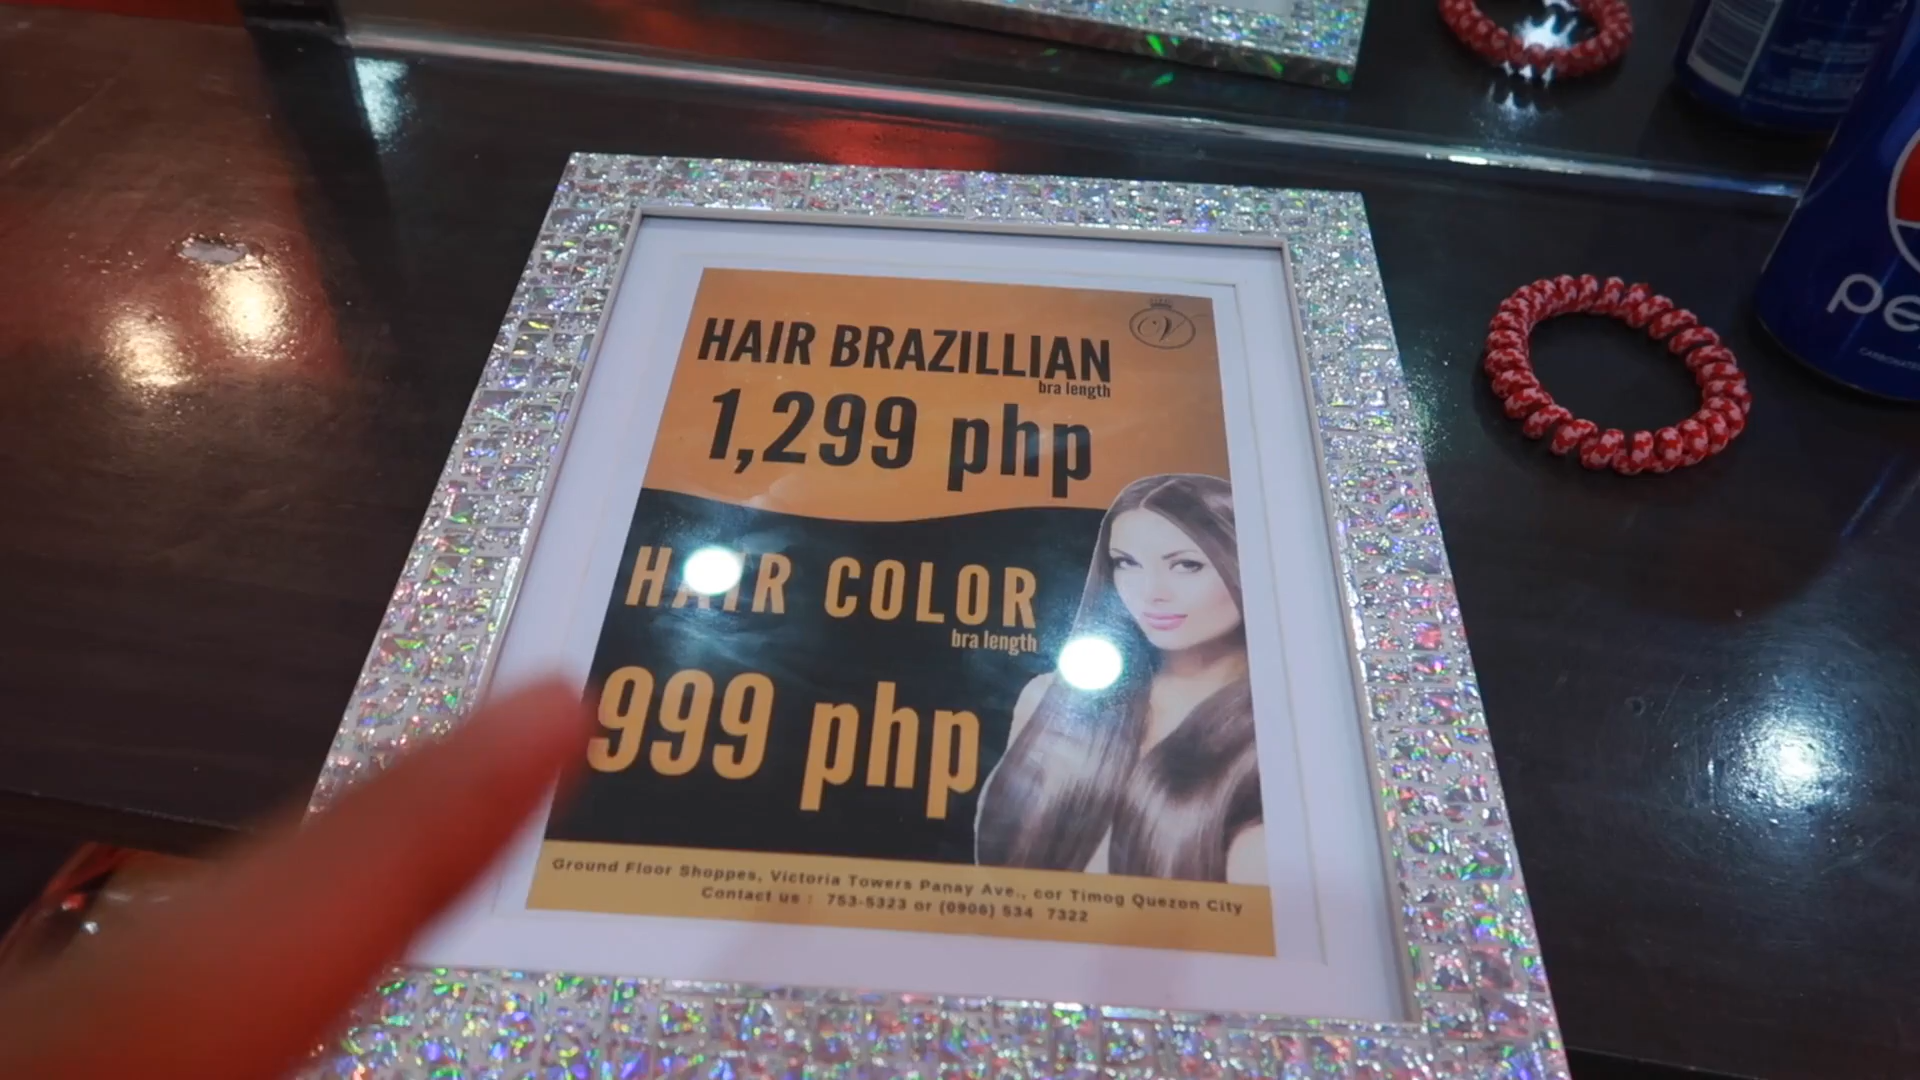 HAIR BRAZILLIAN
bra length
1,299 php
HAIR COLOR
bra length
999 php
Ground Floor Shoppes, Victoria Towers Panay Ave., cor Timog Quezon City
Contact us : 753-5323 or (0906) 534 7322
V
pe